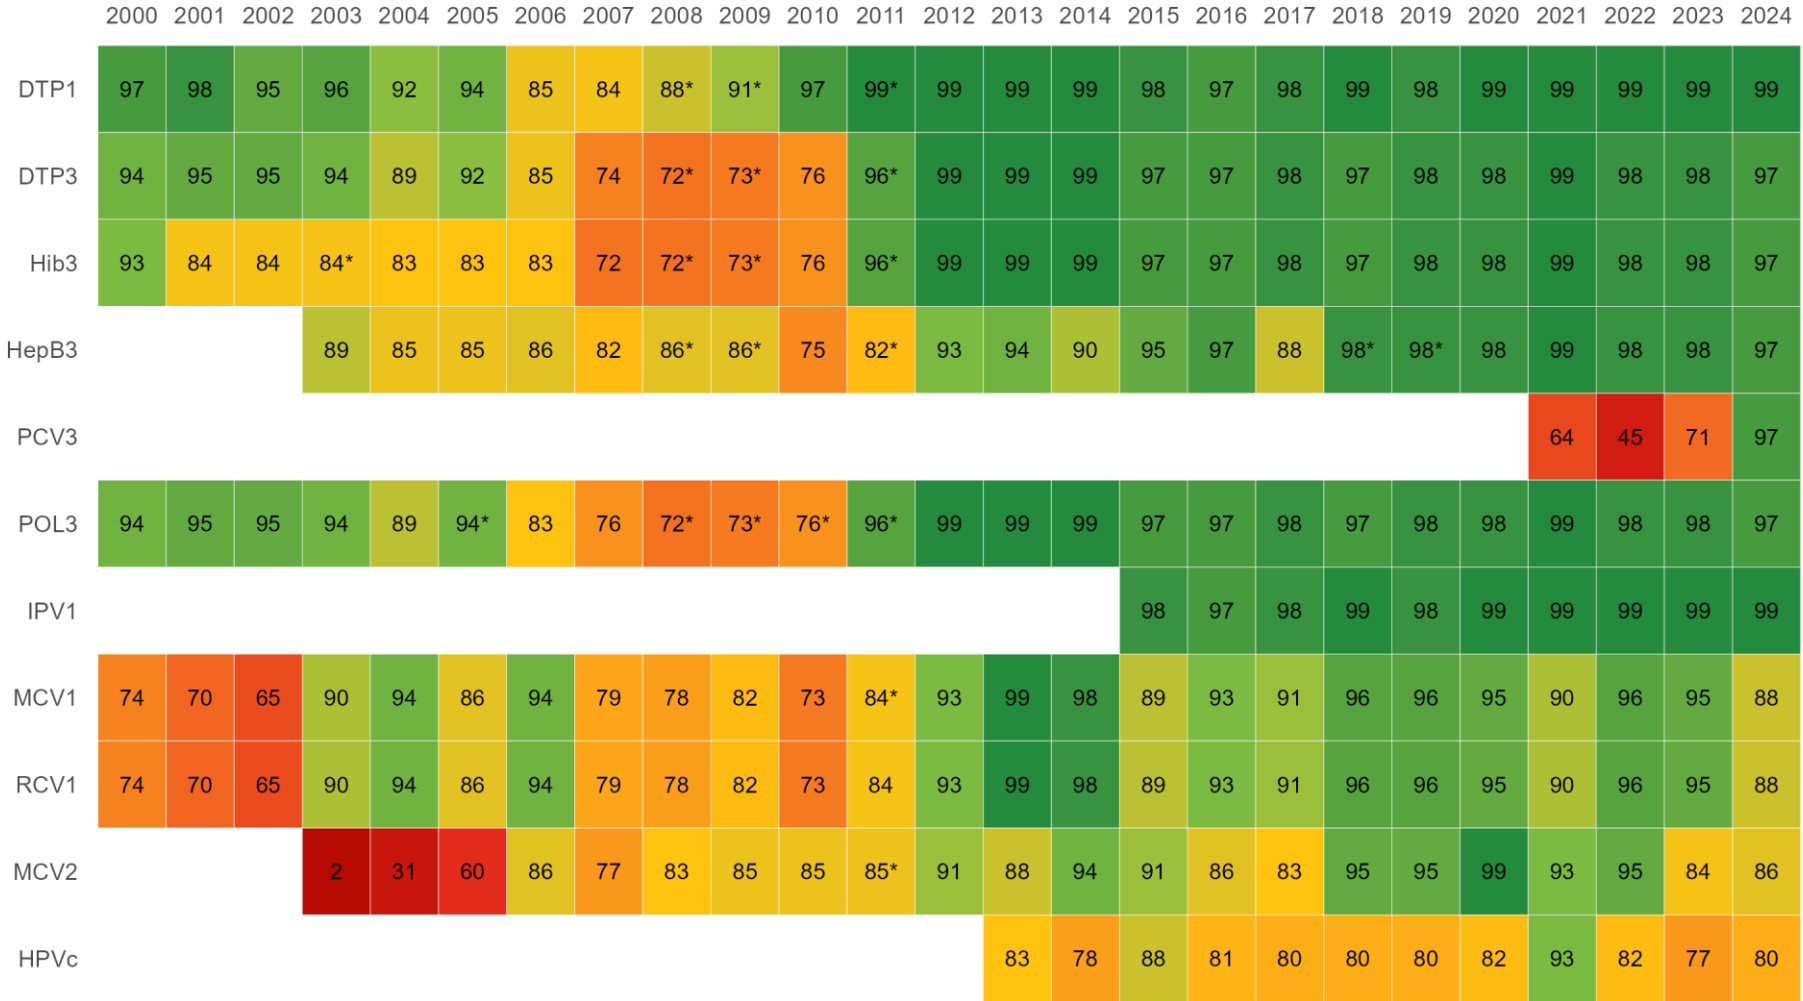 2000 2001 2002 2003 2004 2005 2006 2007 2008 2009 2010 2011 2012 2013 2014 2015 2016 2017 2018 2019 2020 2021 2022 2023 2024
DTP1 97 98 95 96 92 94 85 84 88* 91* 97 99* 99 99 99 98 97 98 99 98 99 99 99 99 99
DTP3 94 95 95 94 89 92 85 74 72* 73* 76 96* 99 99 99 97 97 98 97 98 98 99 98 98 97
Hib3 93 84 84 84* 83 83 83 72 72* 73* 76 96* 99 99 99 97 97 98 97 98 98 99 98 98 97
HepB3 89 85 85 86 82 86* 86* 75 82* 93 94 90 95 97 88 98* 98* 98 99 98 98 97
PCV3 64 45 71 97
POL3 94 95 95 94 89 94* 83 76 72* 73* 76* 96* 99 99 99 97 97 98 97 98 98 99 98 98 97
IPV1 98 97 98 99 98 99 99 99 99 99
MCV1 74 70 65 90 94 86 94 79 78 82 73 84* 93 99 98 89 93 91 96 96 95 90 96 95 88
RCV1 74 70 65 90 94 86 94 79 78 82 73 84 93 99 98 89 93 91 96 96 95 90 96 95 88
MCV2 2 31 60 86 77 83 85 85 85* 91 88 94 91 86 83 95 95 99 93 95 84 86
HPVc 83 78 88 81 80 80 80 82 93 82 77 80